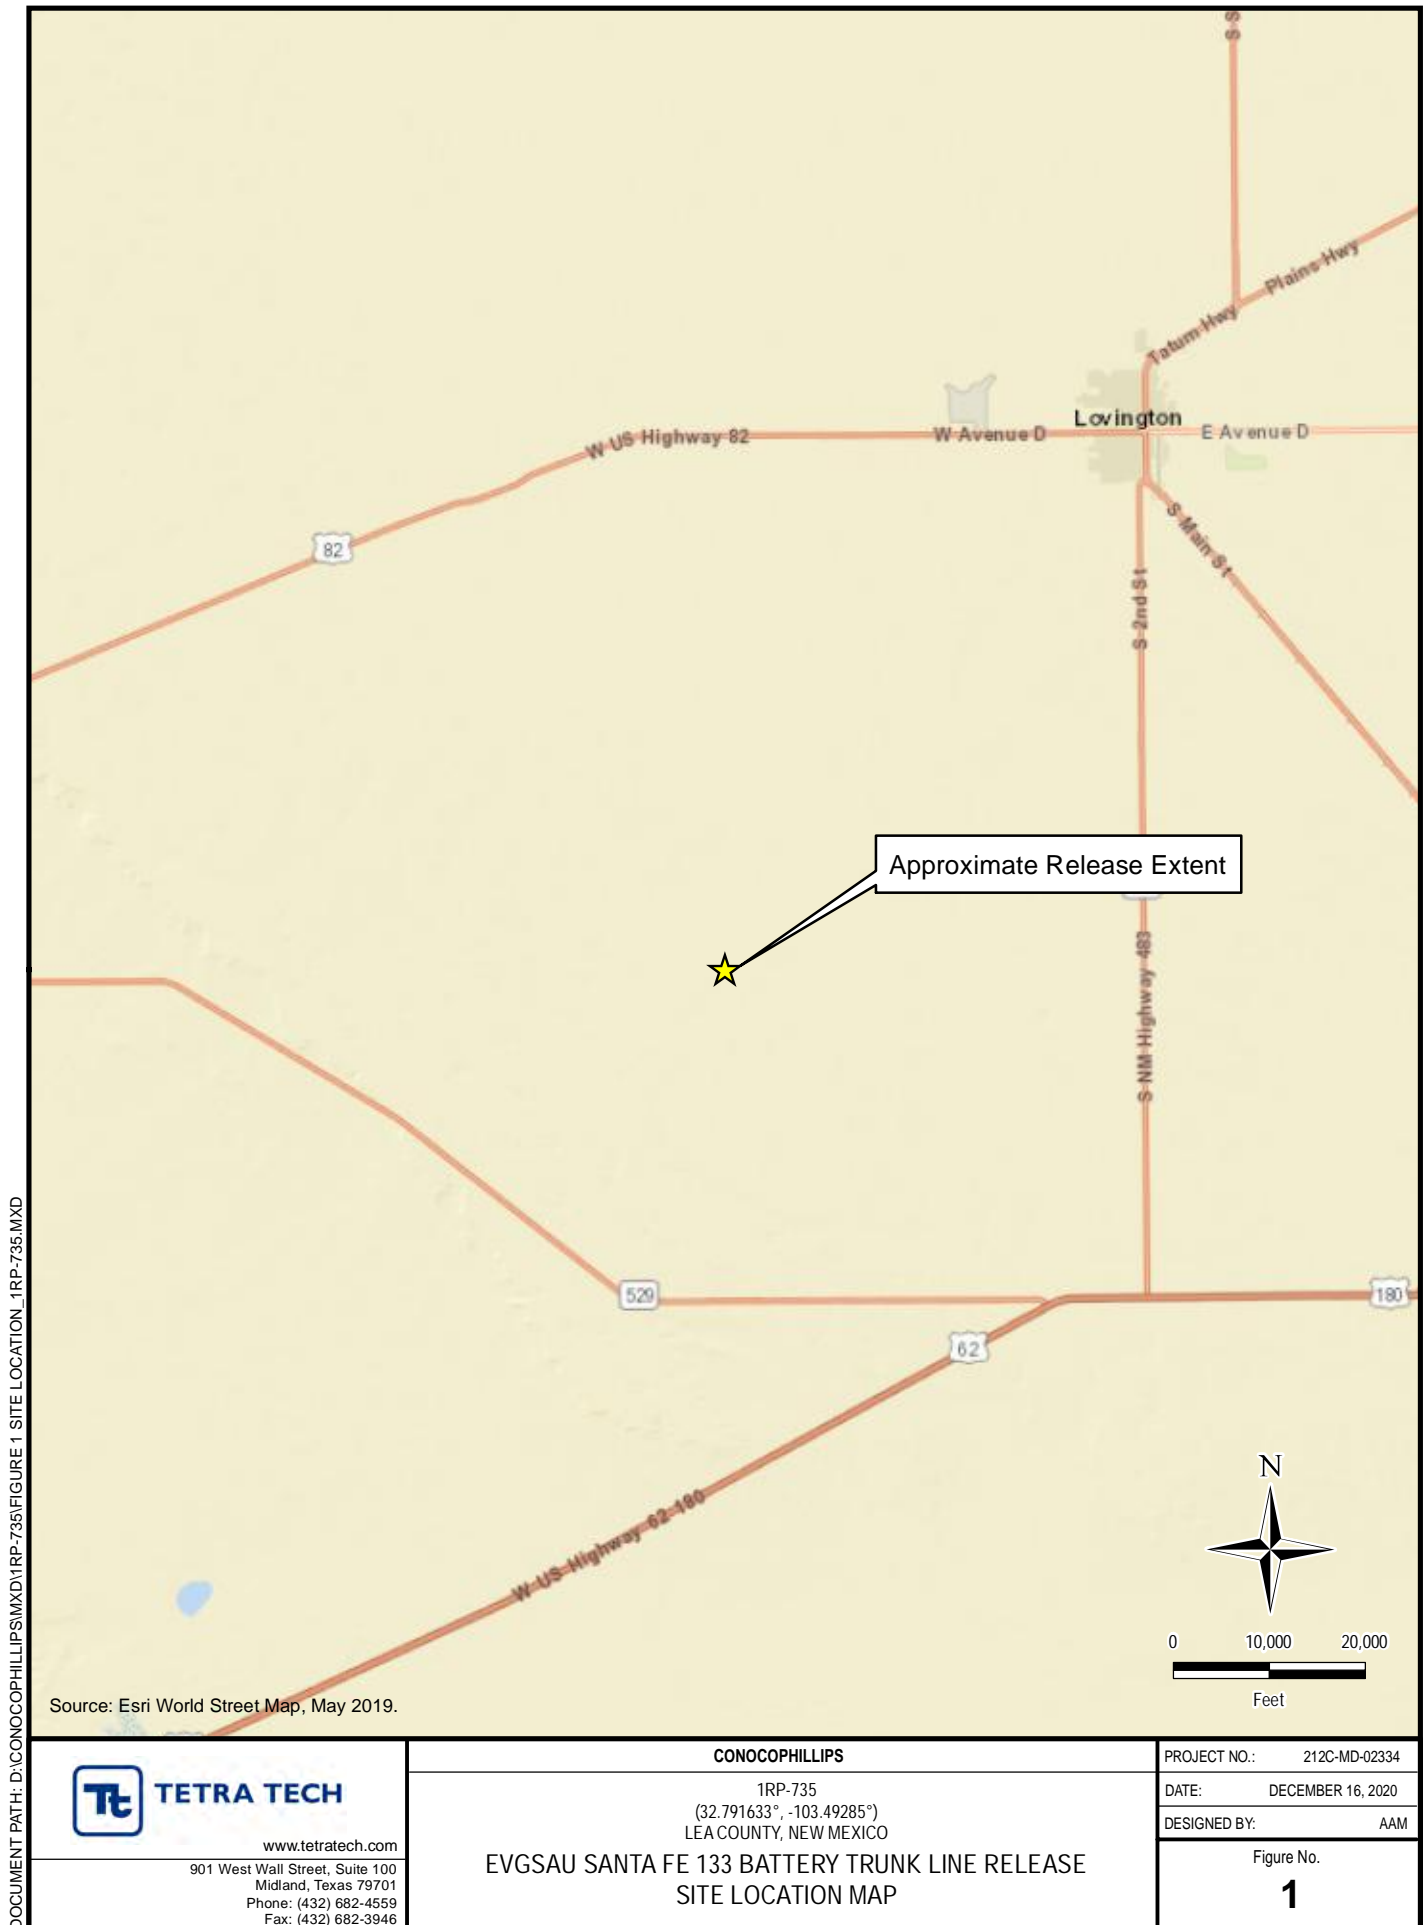 S S
Plains Hwy
Tatum Hwy
Lovington
W US Highway 82
W Avenue D
E Avenue D
S Main St
82
S 2nd St
Approximate Release Extent
S NM Highway 483
529
180
62
W US Highway 62-180
N
0 10,000 20,000
Feet
Source: Esri World Street Map, May 2019.
DOCUMENT PATH: D:\CONOCOPHILLIPS\MXD\1RP-735\FIGURE 1 SITE LOCATION_1RP-735.MXD
Tt TETRA TECH
www.tetratech.com
901 West Wall Street, Suite 100
Midland, Texas 79701
Phone: (432) 682-4559
Fax: (432) 682-3946
CONOCOPHILLIPS
1RP-735
(32.791633°, -103.49285°)
LEA COUNTY, NEW MEXICO
EVGSAU SANTA FE 133 BATTERY TRUNK LINE RELEASE
SITE LOCATION MAP
PROJECT NO.: 212C-MD-02334
DATE: DECEMBER 16, 2020
DESIGNED BY: AAM
Figure No.
1